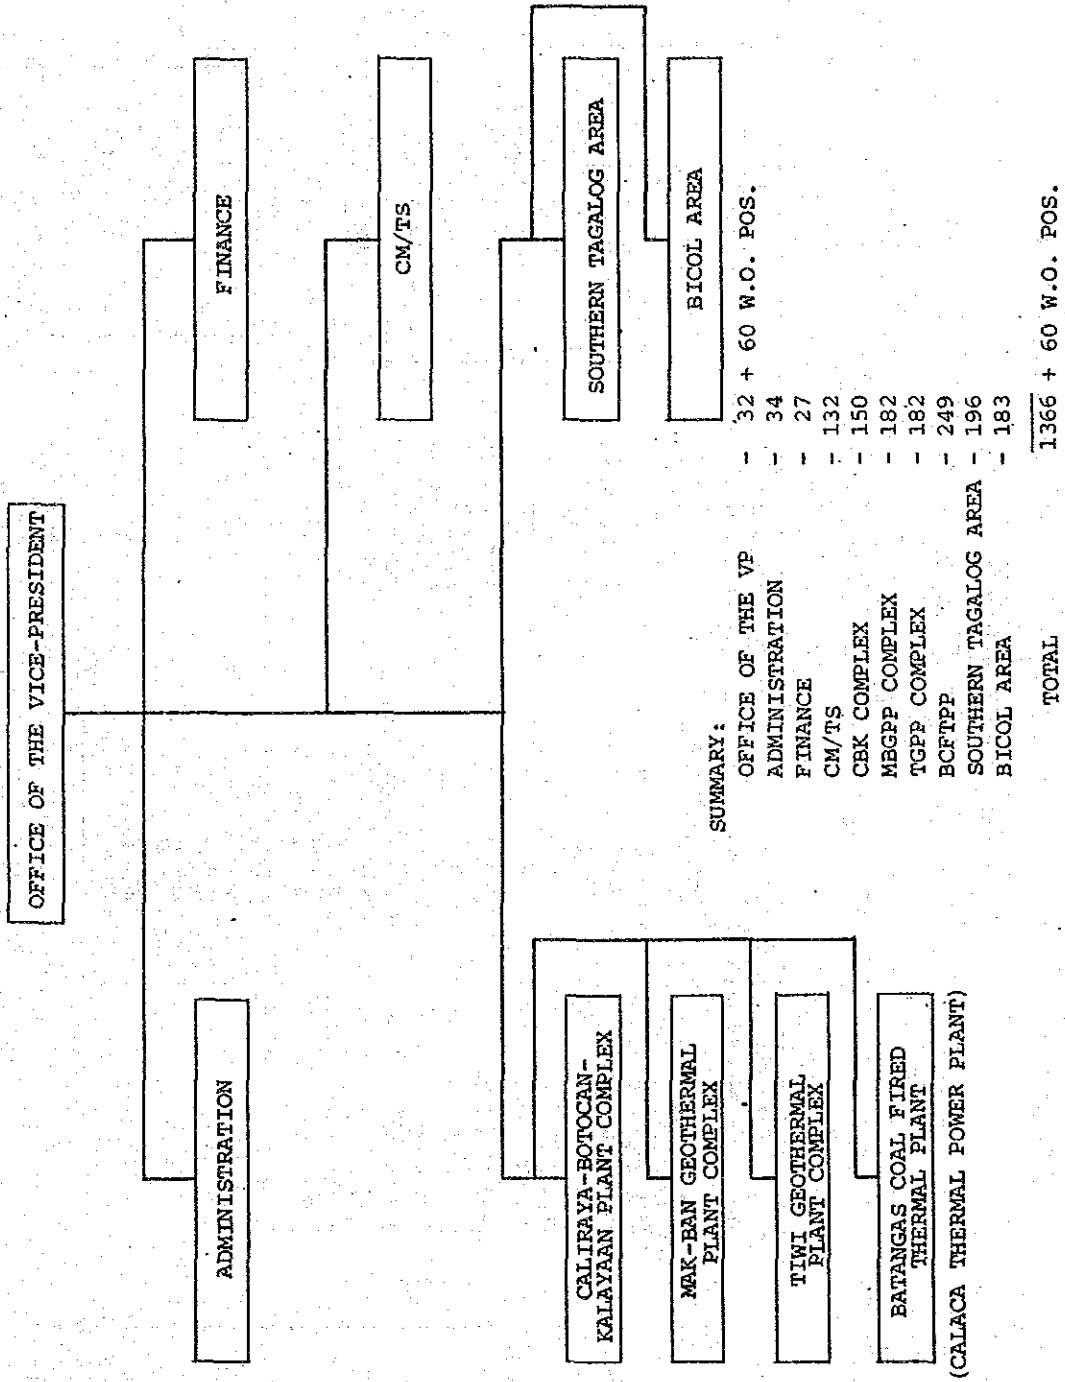 OFFICE OF THE VICE-PRESIDENT
ADMINISTRATION
FINANCE
CM/TS
CALIRAYA-BOTOCAN-
KALAYAAN PLANT COMPLEX
MAK-BAN GEOTHERMAL
PLANT COMPLEX
TIWI GEOTHERMAL
PLANT COMPLEX
BATANGAS COAL FIRED
THERMAL PLANT
(CALACA THERMAL POWER PLANT)
SOUTHERN TAGALOG AREA
BICOL AREA
SUMMARY:
OFFICE OF THE VP - 32 + 60 W.O. POS.
ADMINISTRATION - 34
FINANCE - 27
CM/TS - 132
CBK COMPLEX - 150
MBGPP COMPLEX - 182
TGPP COMPLEX - 182
BCFTPP - 249
SOUTHERN TAGALOG AREA - 196
BICOL AREA - 183
TOTAL 1366 + 60 W.O. POS.